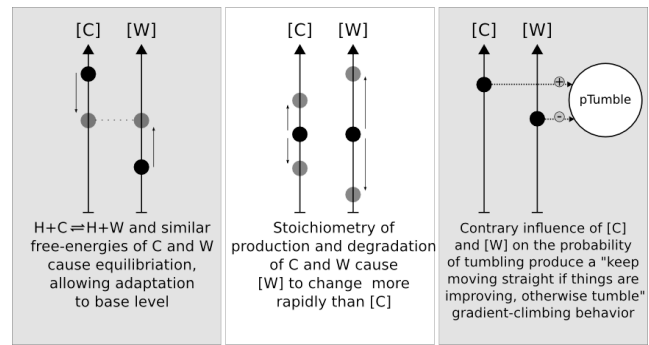 [C] [W]
H+C⇌H+W and similar
free-energies of C and W
cause equilibriation,
allowing adaptation
to base level
[C] [W]
Stoichiometry of
production and degradation
of C and W cause
[W] to change more
rapidly than [C]
[C] [W]
+
pTumble
-
Contrary influence of [C]
and [W] on the probability
of tumbling produce a "keep
moving straight if things are
improving, otherwise tumble"
gradient-climbing behavior